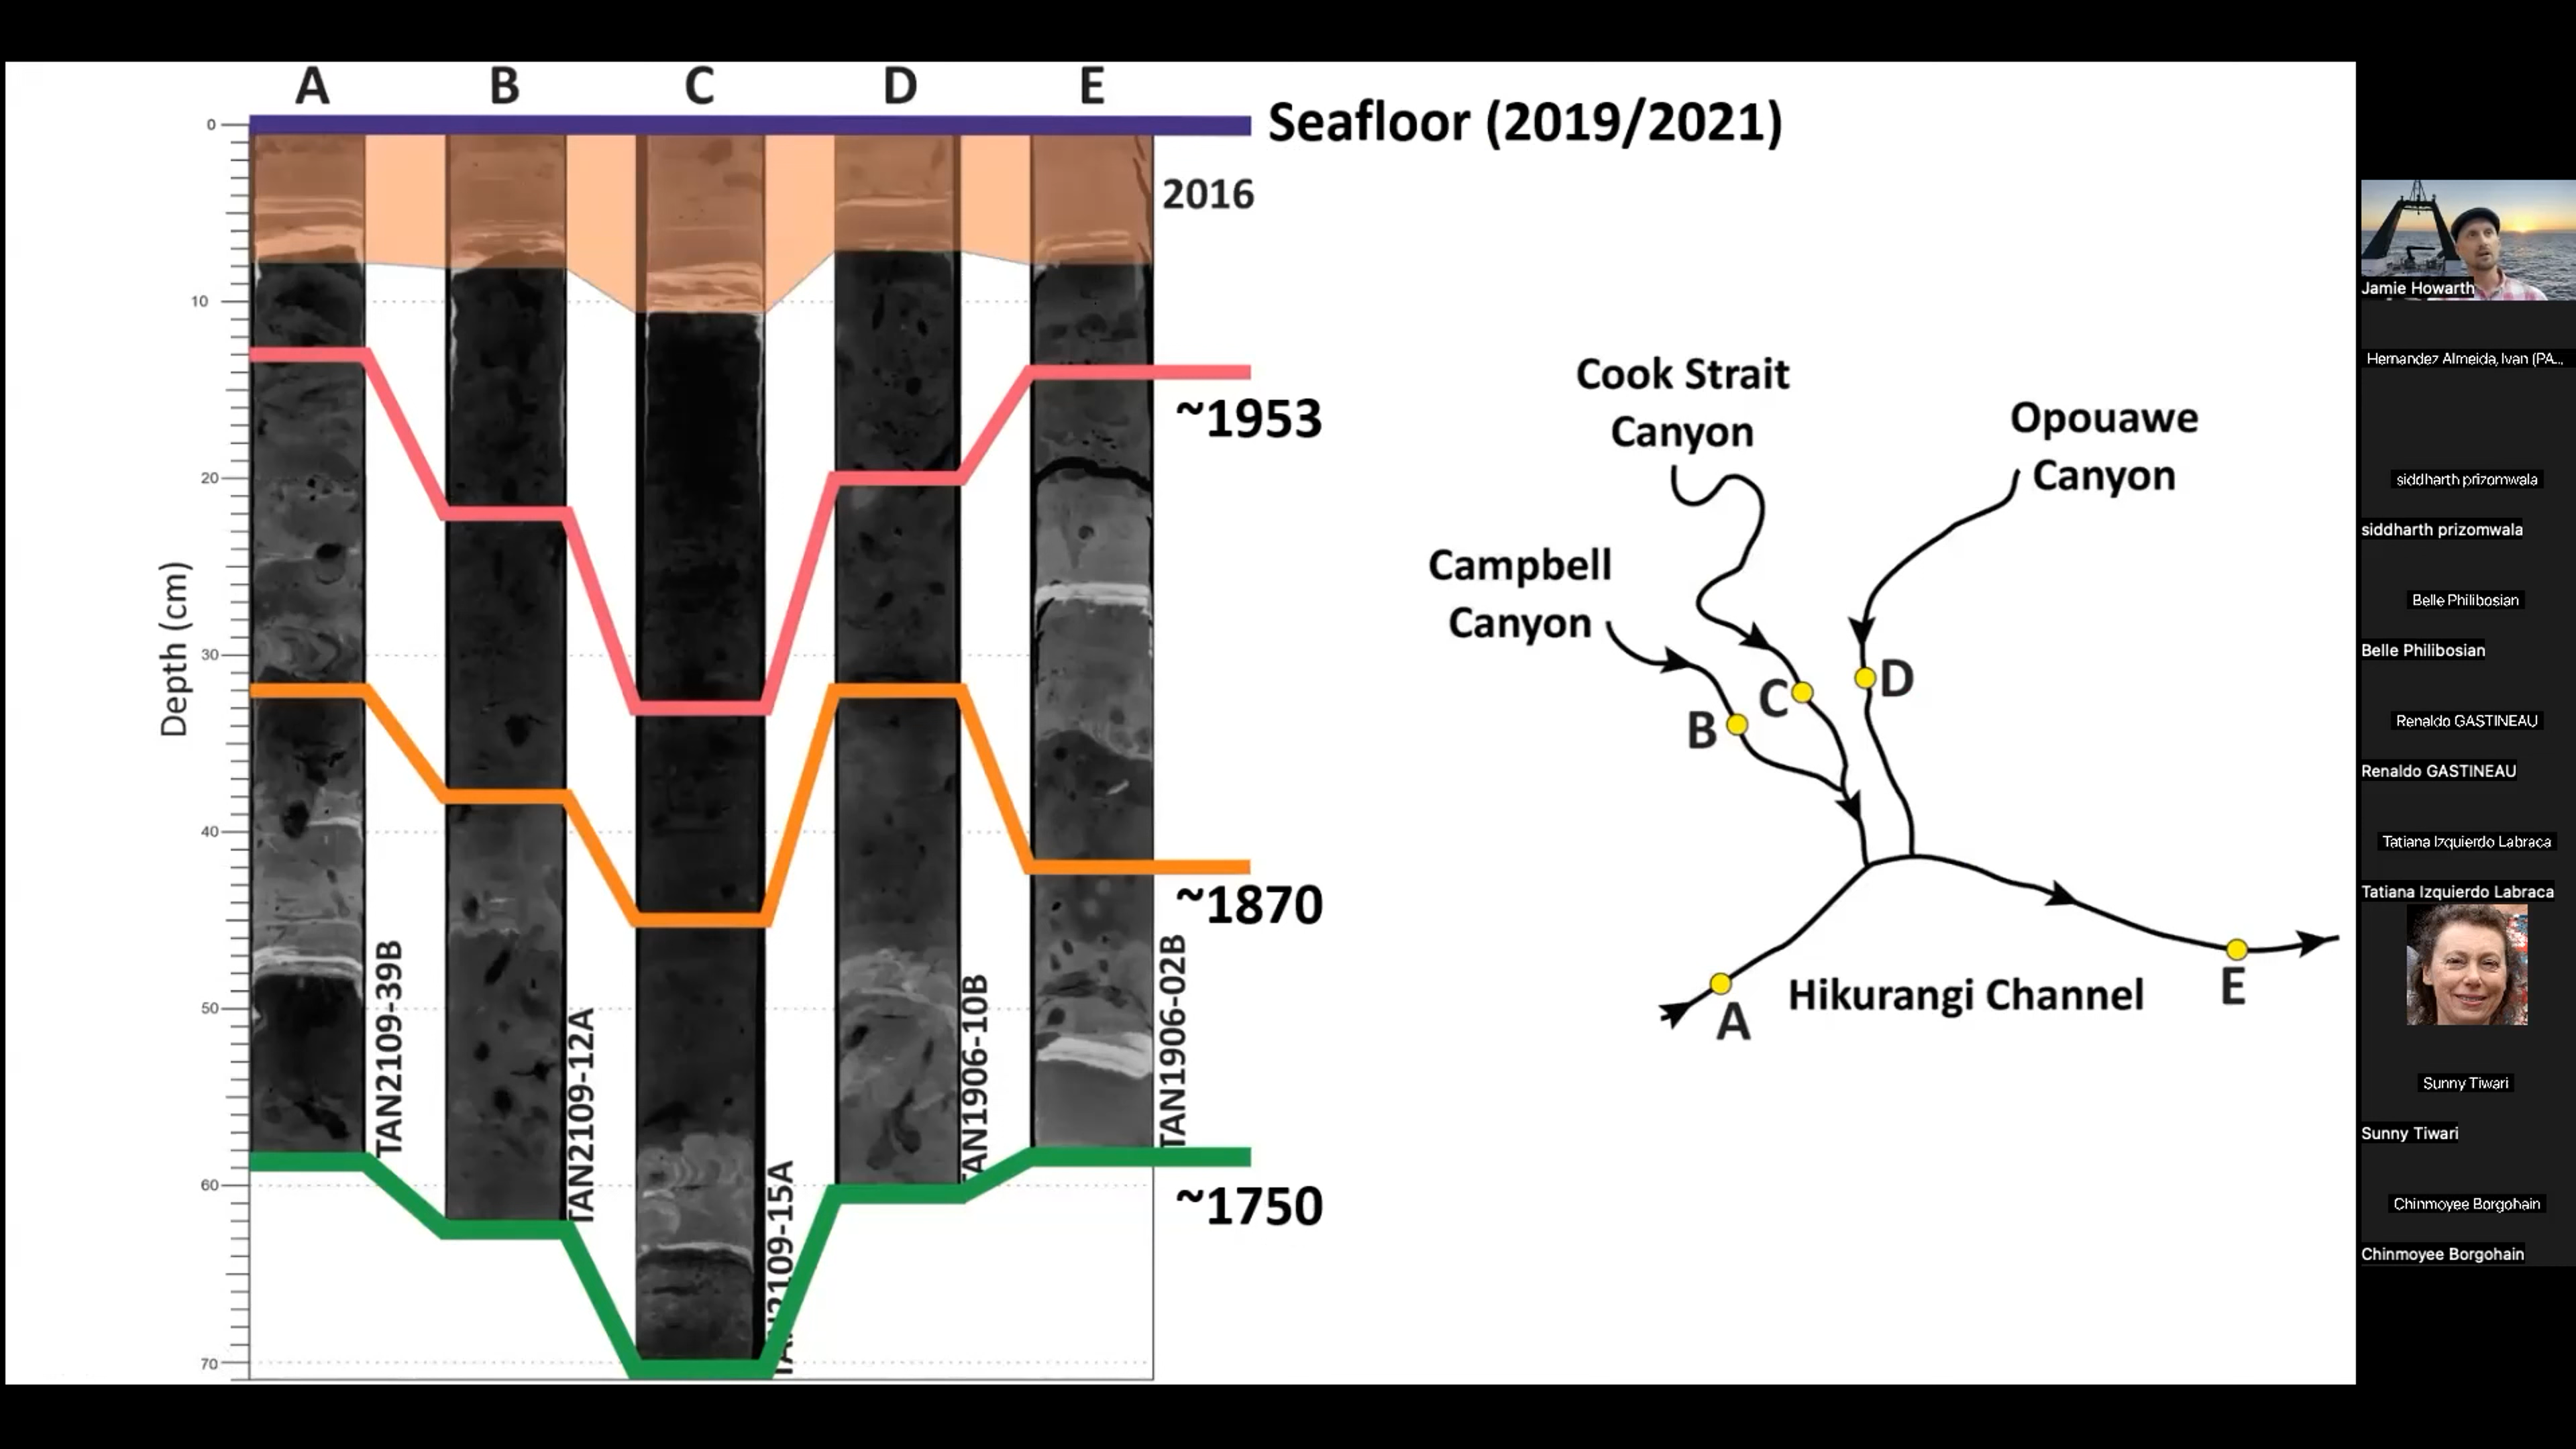 A B C D E
Seafloor (2019/2021)
0
2016
10
~1953
20
30
Depth (cm)
40
~1870
50
60
~1750
70
TAN2109-39B
TAN2109-12A
TAN2109-15A
TAN1906-10B
TAN1906-02B
Cook Strait
Canyon
Opouawe
Canyon
Campbell
Canyon
B
C
D
A
Hikurangi Channel
E
Jamie Howarth
Hernandez Almeida, Ivan (PA...
siddharth prizomwala
siddharth prizomwala
Belle Philibosian
Belle Philibosian
Renaldo GASTINEAU
Renaldo GASTINEAU
Tatiana Izquierdo Labraca
Tatiana Izquierdo Labraca
Sunny Tiwari
Sunny Tiwari
Chinmoyee Borgohain
Chinmoyee Borgohain